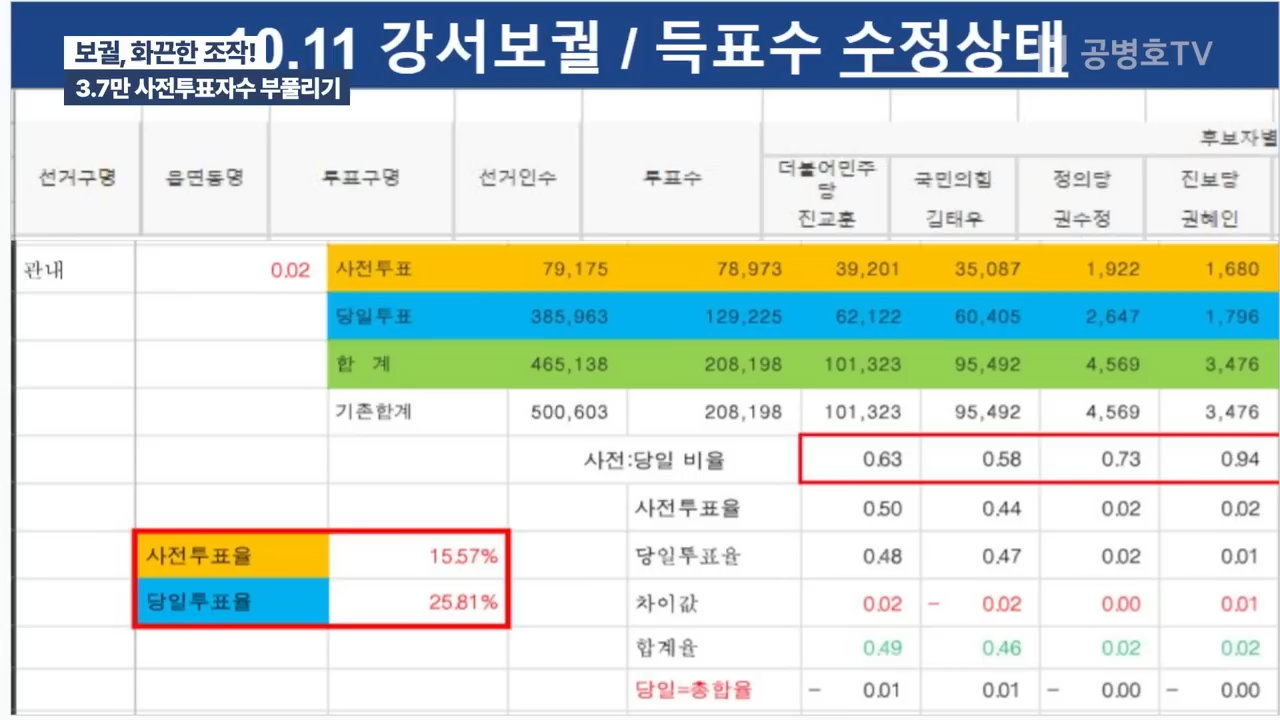 10.11 강서보궐 / 득표수 수정상태
보궐, 화끈한 조작!
3.7만 사전투표자수 부풀리기
공병호TV
후보자별
선거구명 읍면동명 투표구명 선거인수 투표수 더불어민주당 진교훈 국민의힘 김태우 정의당 권수정 진보당 권혜인
관내 0.02 사전투표 79,175 78,973 39,201 35,087 1,922 1,680
당일투표 385,963 129,225 62,122 60,405 2,647 1,796
합 계 465,138 208,198 101,323 95,492 4,569 3,476
기존합계 500,603 208,198 101,323 95,492 4,569 3,476
사전:당일 비율 0.63 0.58 0.73 0.94
사전투표율 0.50 0.44 0.02 0.02
사전투표율 15.57% 당일투표율 0.48 0.47 0.02 0.01
당일투표율 25.81% 차이값 0.02 – 0.02 0.00 0.01
합계율 0.49 0.46 0.02 0.02
당일=총합율 – 0.01 0.01 – 0.00 – 0.00